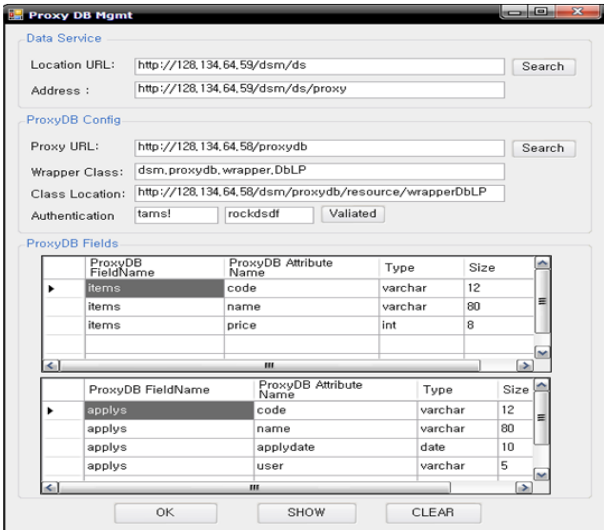 Proxy DB Mgmt
Data Service
Location URL: http://128,134,64,59/dsm/ds Search
Address : http://128,134,64,59/dsm/ds/proxy
ProxyDB Config
Proxy URL: http://128,134,64,58/proxydb Search
Wrapper Class: dsm,proxydb,wrapper,DbLP
Class Location: http://128,134,64,58/dsm/proxydb/resource/wrapperDbLP
Authentication tams! rockdsdf Valiated
ProxyDB Fields
ProxyDB FieldName ProxyDB Attribute Name Type Size
items code varchar 12
items name varchar 80
items price int 8
ProxyDB FieldName ProxyDB Attribute Name Type Size
applys code varchar 12
applys name varchar 80
applys applydate date 10
applys user varchar 5
OK SHOW CLEAR